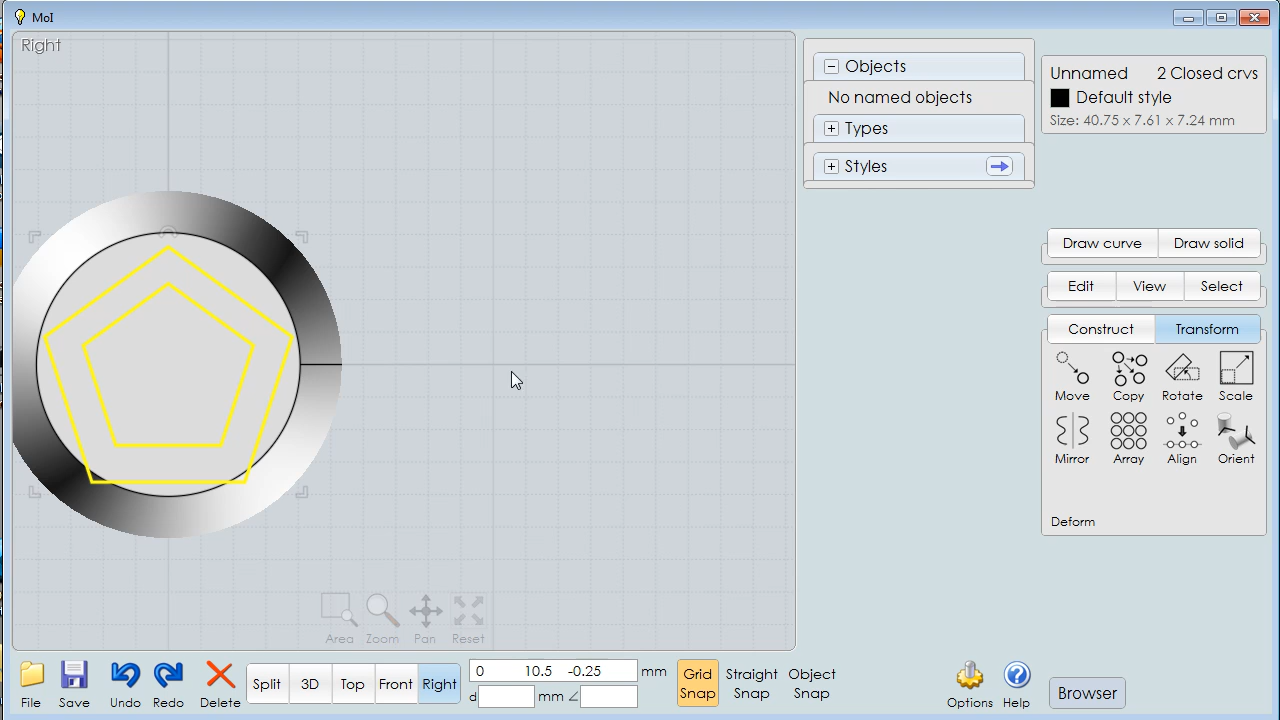 MoI
Right
Objects
No named objects
Types
Styles
Unnamed 2 Closed crvs
Default style
Size: 40.75 x 7.61 x 7.24 mm
Draw curve Draw solid
Edit View Select
Construct Transform
Move Copy Rotate Scale
Mirror Array Align Orient
Deform
Area Zoom Pan Reset
File Save Undo Redo Delete
Split 3D Top Front Right
0 10.5 -0.25 mm
d mm ∠
Grid Snap
Straight Snap
Object Snap
Options Help
Browser